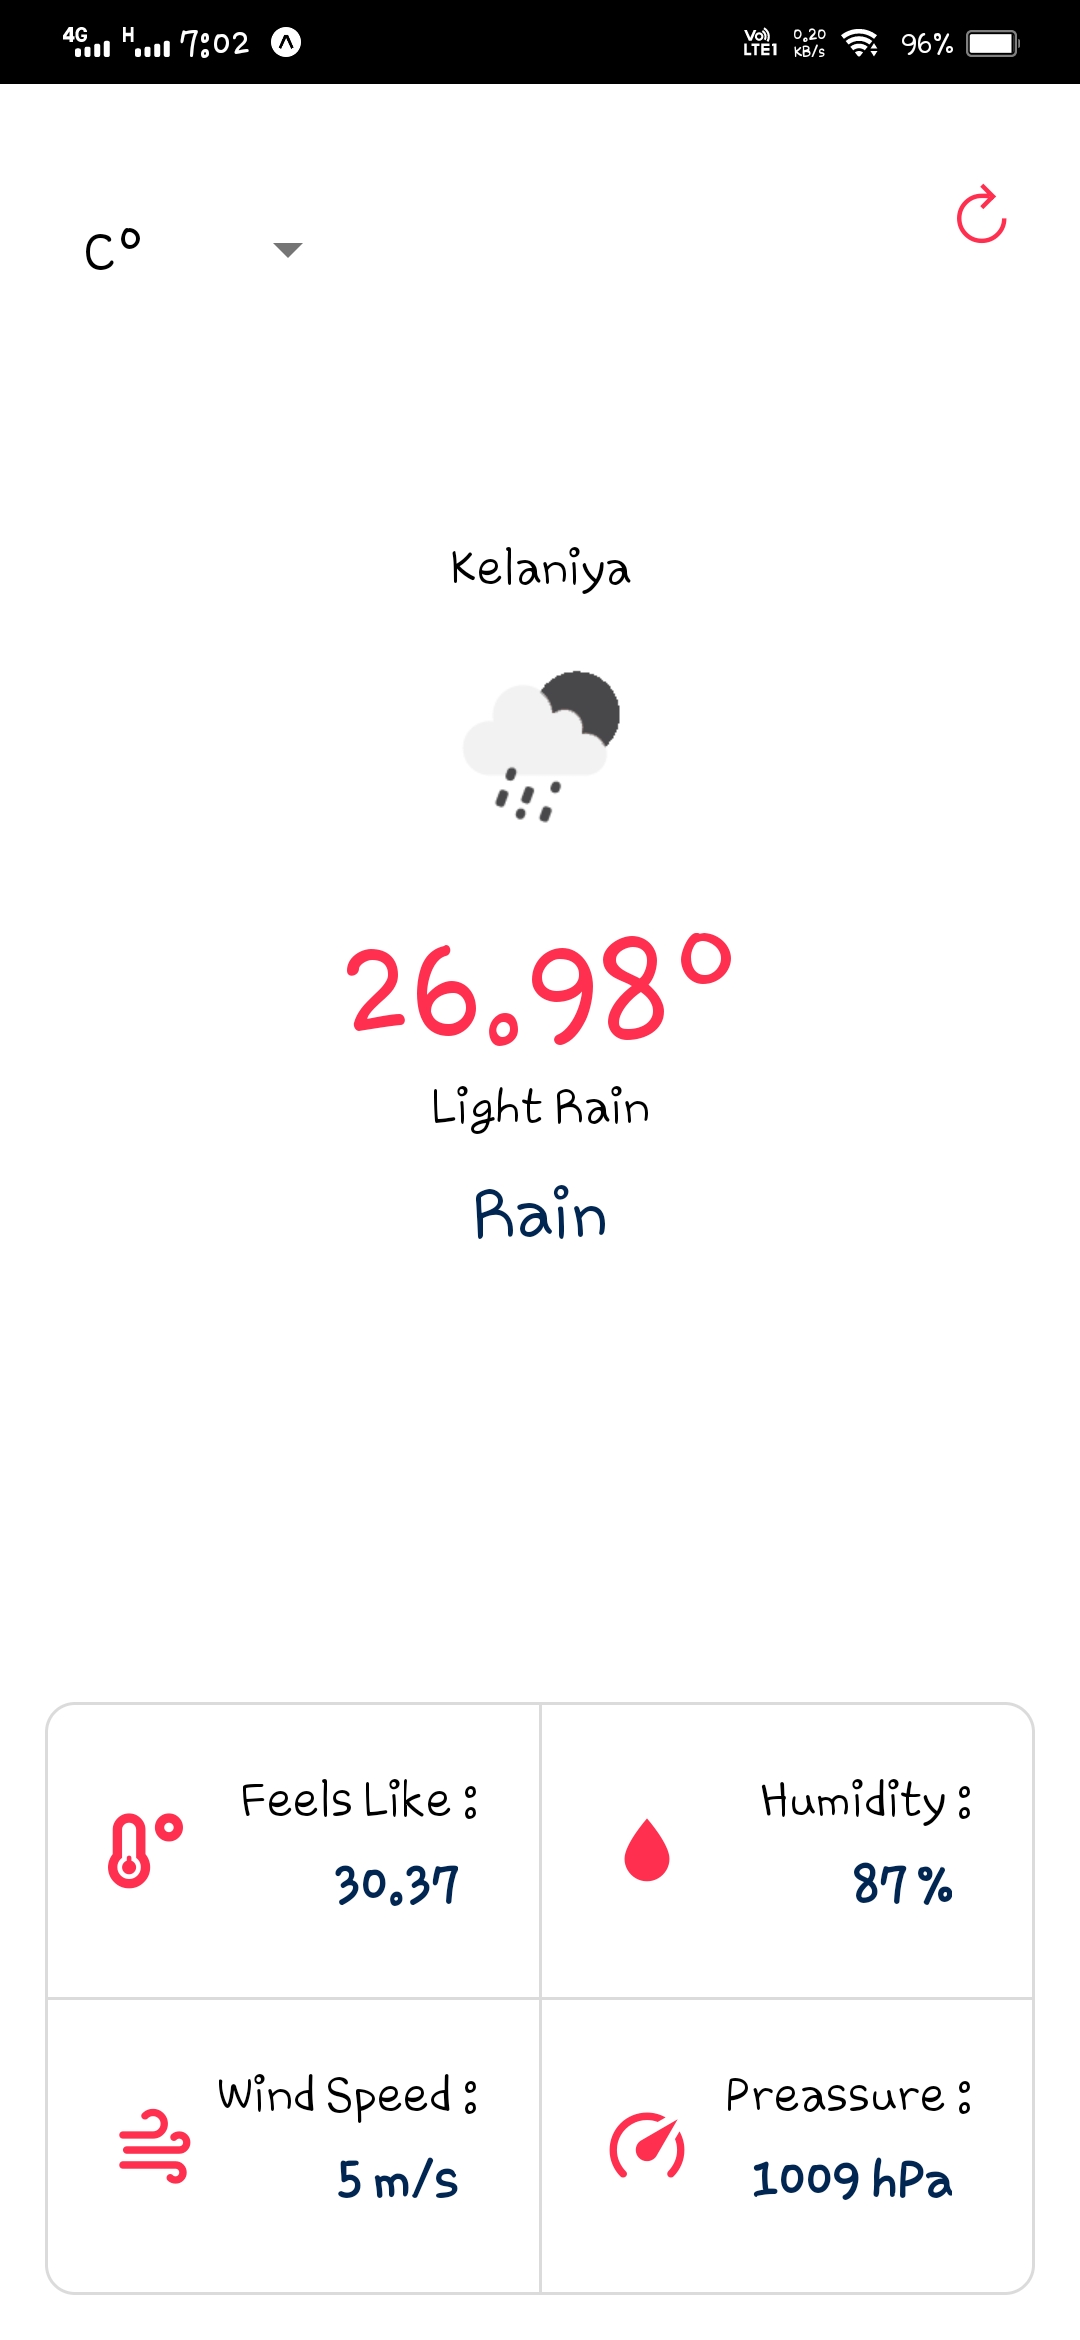 4G H 7:02 Vo) LTE1 0.20 KB/s 96%
C°
Kelaniya
26.98°
Light Rain
Rain
Feels Like :
30.37
Humidity :
87 %
Wind Speed :
5 m/s
Preassure :
1009 hPa